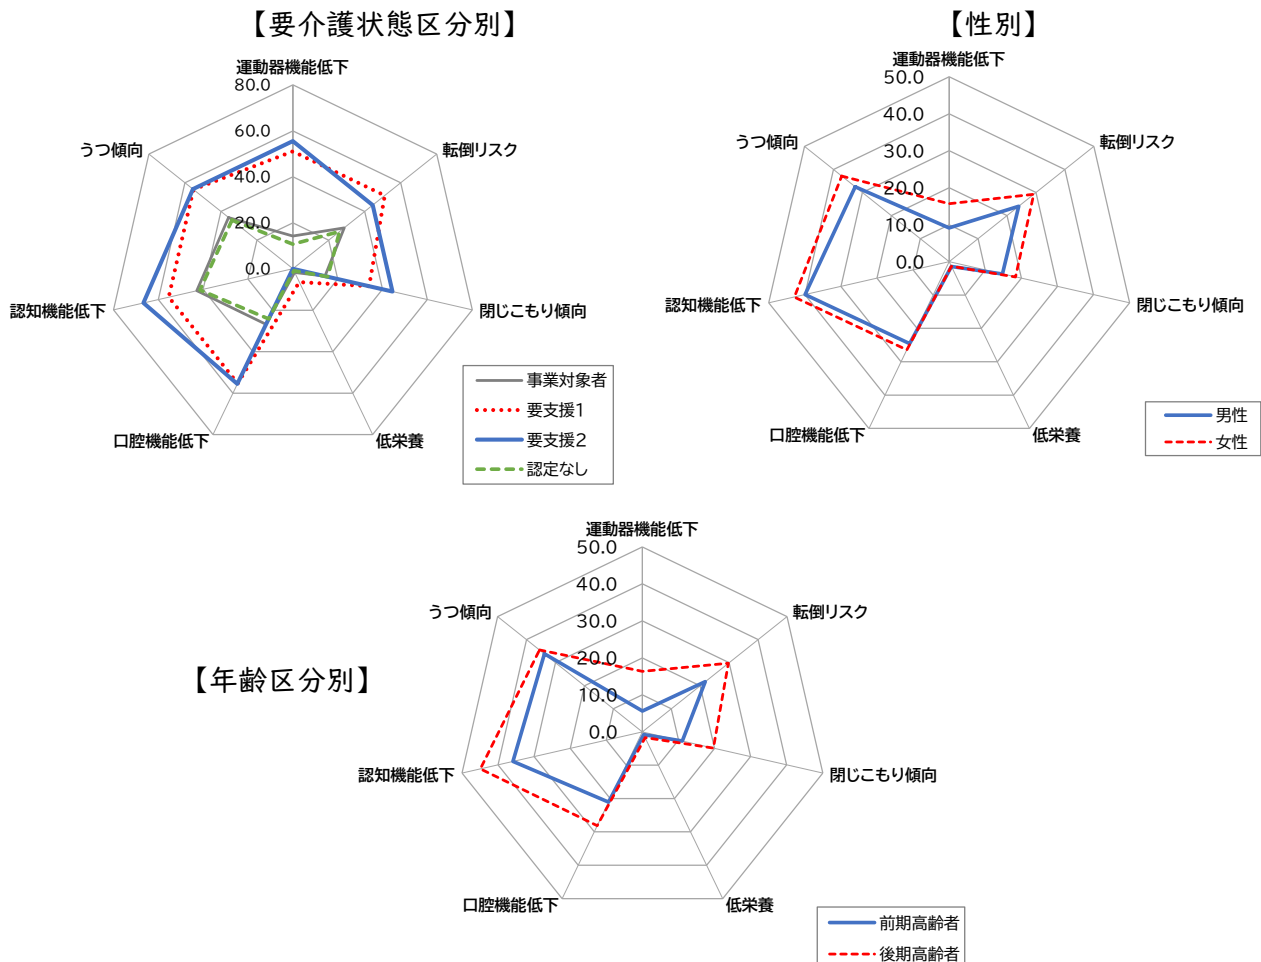 【要介護状態区分別】
運動器機能低下
80.0
60.0
40.0
20.0
0.0
転倒リスク
閉じこもり傾向
低栄養
口腔機能低下
認知機能低下
うつ傾向
事業対象者
要支援1
要支援2
認定なし
【性別】
運動器機能低下
50.0
40.0
30.0
20.0
10.0
0.0
転倒リスク
閉じこもり傾向
低栄養
口腔機能低下
認知機能低下
うつ傾向
男性
女性
【年齢区分別】
運動器機能低下
50.0
40.0
30.0
20.0
10.0
0.0
転倒リスク
閉じこもり傾向
低栄養
口腔機能低下
認知機能低下
うつ傾向
前期高齢者
後期高齢者